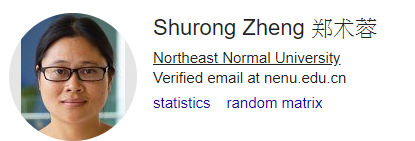 Shurong Zheng 郑术蓉
Northeast Normal University
Verified email at nenu.edu.cn
statistics random matrix